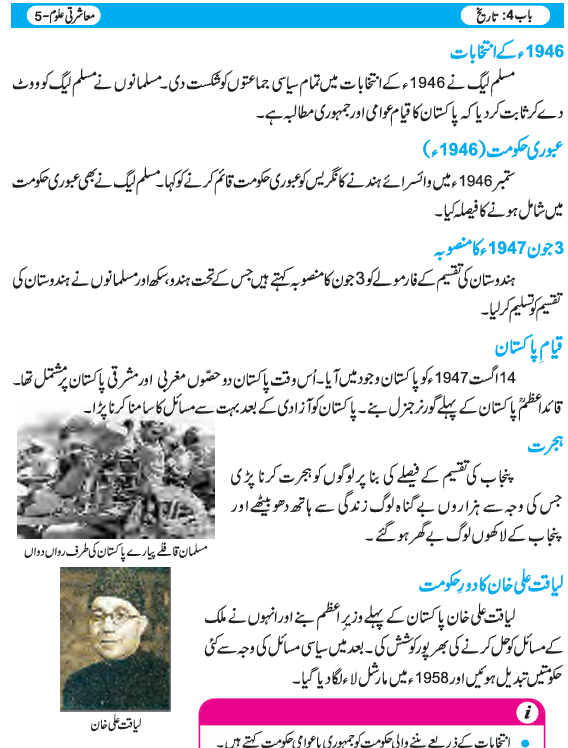 باب 4: تاریخ
معاشرتی علوم-5
1946ء کے انتخابات
مسلم لیگ نے 1946ء کے انتخابات میں تمام سیاسی جماعتوں کو شکست دی۔ مسلمانوں نے مسلم لیگ کو ووٹ
دے کر ثابت کر دیا کہ پاکستان کا قیام عوامی اور جمہوری مطالبہ ہے۔
عبوری حکومت (1946ء)
ستمبر 1946ء میں وائسرائے ہند نے کانگریس کو عبوری حکومت قائم کرنے کو کہا۔ مسلم لیگ نے بھی عبوری حکومت
میں شامل ہونے کا فیصلہ کیا۔
3 جون 1947ء کا منصوبہ
ہندوستان کی تقسیم کے فارمولے کو 3 جون کا منصوبہ کہتے ہیں جس کے تحت ہندو، سکھ اور مسلمانوں نے ہندوستان کی
تقسیم کو تسلیم کر لیا۔
قیامِ پاکستان
14 اگست 1947ء کو پاکستان وجود میں آیا۔ اُس وقت پاکستان دو حصّوں مغربی اور مشرقی پاکستان پر مشتمل تھا۔
قائداعظمؒ پاکستان کے پہلے گورنر جنرل بنے۔ پاکستان کو آزادی کے بعد بہت سے مسائل کا سامنا کرنا پڑا۔
ہجرت
پنجاب کی تقسیم کے فیصلے کی بنا پر لوگوں کو ہجرت کرنا پڑی
جس کی وجہ سے ہزاروں بے گناہ لوگ زندگی سے ہاتھ دھو بیٹھے اور
پنجاب کے لاکھوں لوگ بے گھر ہو گئے۔
مسلمان قافلے پیارے پاکستان کی طرف رواں دواں
لیاقت علی خان کا دورِ حکومت
لیاقت علی خان پاکستان کے پہلے وزیرِ اعظم بنے اور انہوں نے ملک
کے مسائل کو حل کرنے کی بھرپور کوشش کی۔ بعد میں سیاسی مسائل کی وجہ سے کئی
حکومتیں تبدیل ہوئیں اور 1958ء میں مارشل لاء لگا دیا گیا۔
لیاقت علی خان
i
• انتخابات کے ذریعے بننے والی حکومت کو جمہوری یا عوامی حکومت کہتے ہیں۔